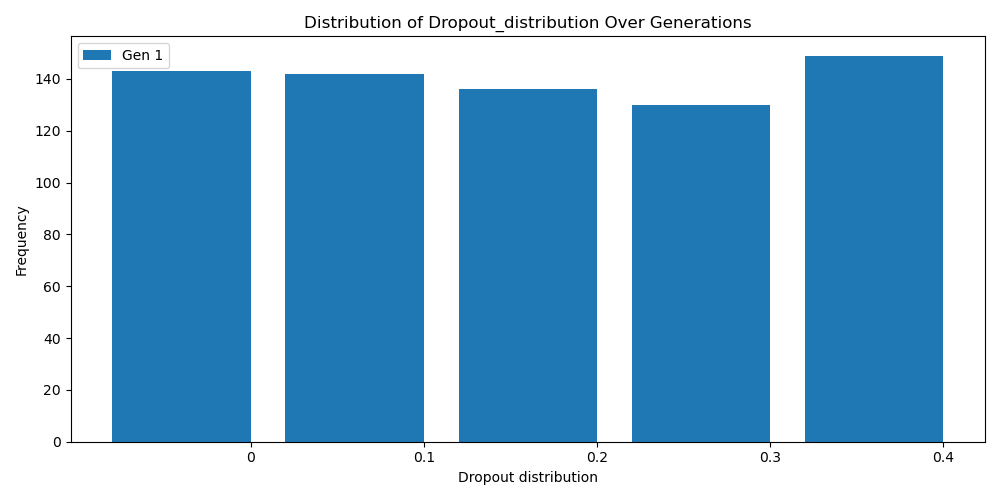 Distribution of Dropout_distribution Over Generations
Gen 1
Frequency
140
120
100
80
60
40
20
0
0 0.1 0.2 0.3 0.4
Dropout distribution